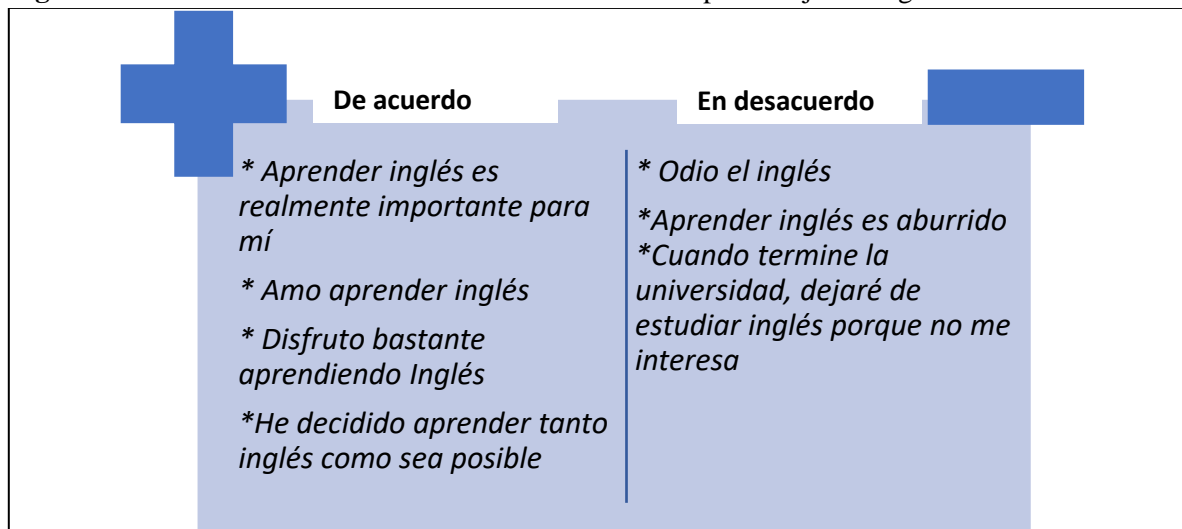 De acuerdo
* Aprender inglés es
realmente importante para
mí
* Amo aprender inglés
* Disfruto bastante
aprendiendo Inglés
*He decidido aprender tanto
inglés como sea posible
En desacuerdo
* Odio el inglés
*Aprender inglés es aburrido
*Cuando termine la
universidad, dejaré de
estudiar inglés porque no me
interesa